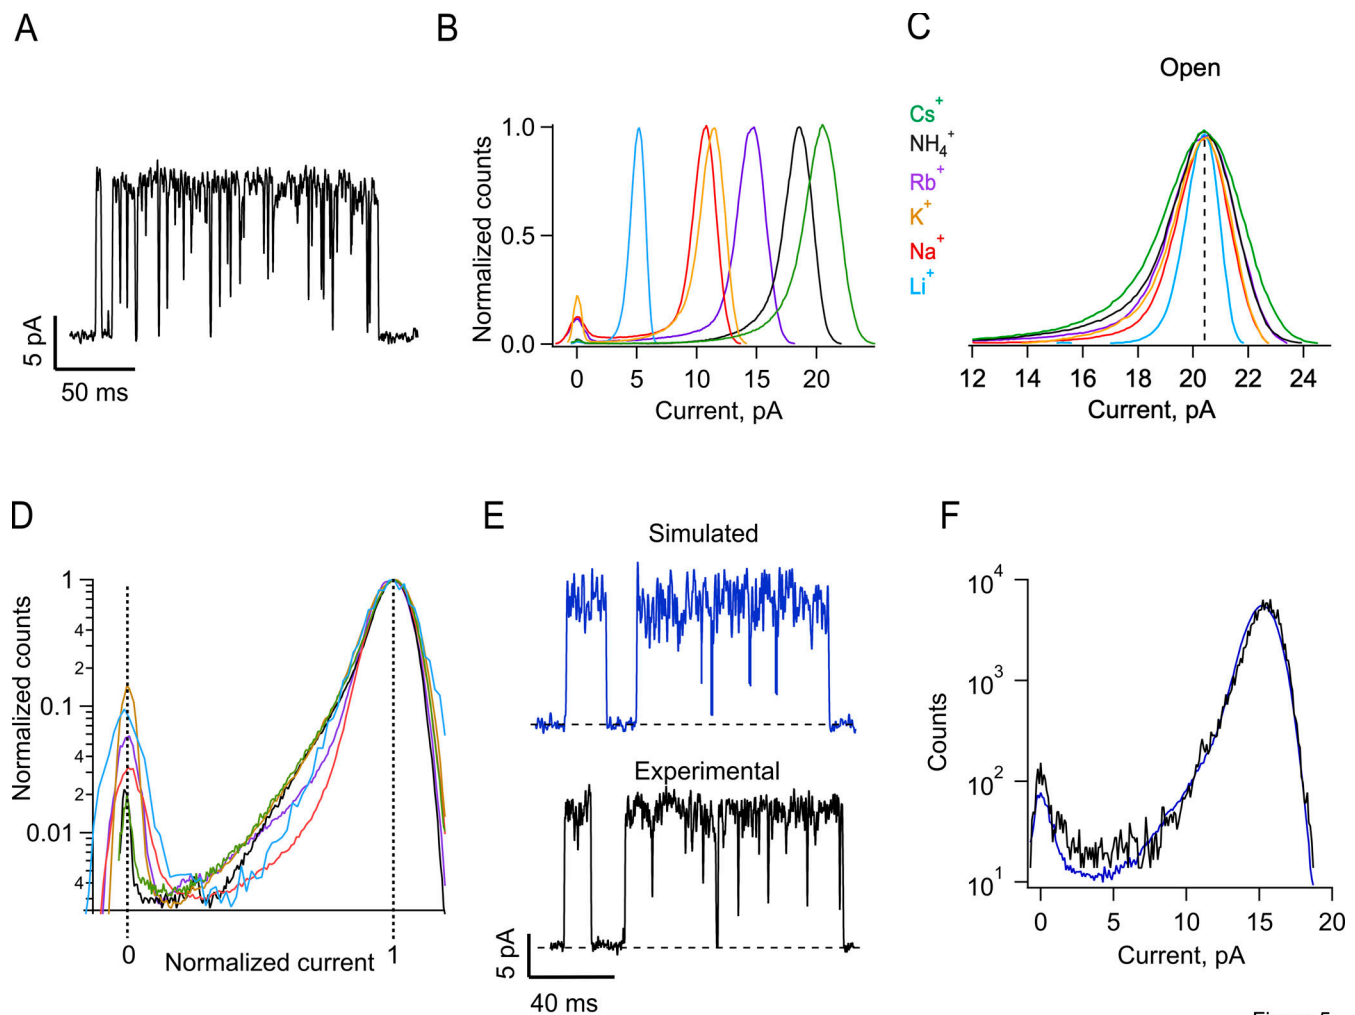 A
5 pA
50 ms
B
Normalized counts
1.0
0.5
0.0
0 5 10 15 20
Current, pA
C
Open
Cs+
NH4+
Rb+
K+
Na+
Li+
12 14 16 18 20 22 24
Current, pA
D
Normalized counts
1
4
2
0.1
4
2
0.01
4
0 1
Normalized current
E
Simulated
Experimental
5 pA
40 ms
F
Counts
10^4
10^3
10^2
10^1
0 5 10 15 20
Current, pA